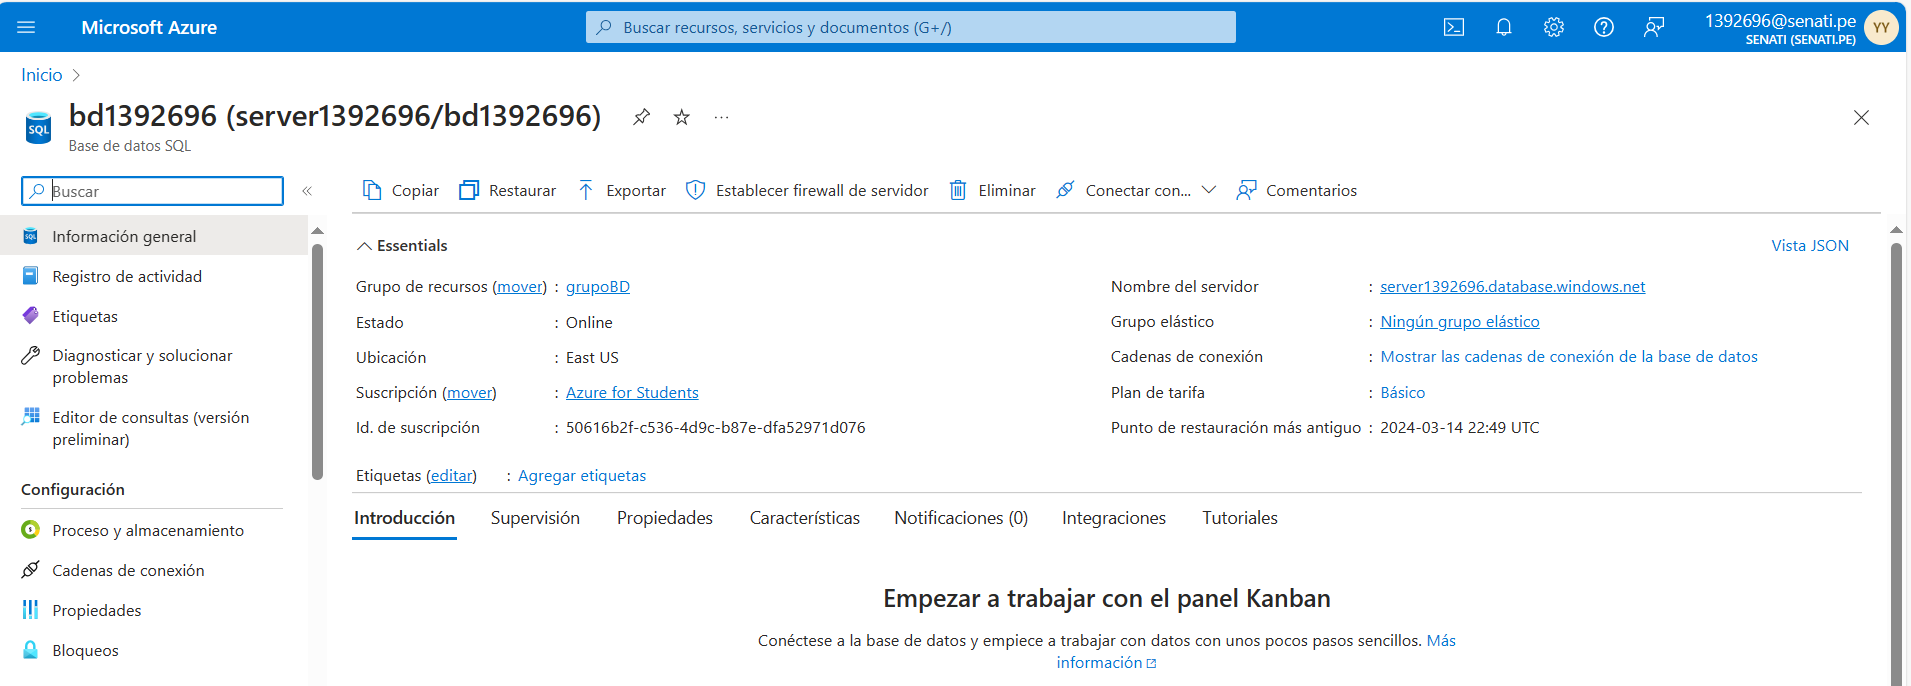 Microsoft Azure
Buscar recursos, servicios y documentos (G+/)
1392696@senati.pe
SENATI (SENATI.PE)
YY
Inicio
bd1392696 (server1392696/bd1392696)
SQL
Base de datos SQL
Buscar
Copiar
Restaurar
Exportar
Establecer firewall de servidor
Eliminar
Conectar con...
Comentarios
Información general
Registro de actividad
Etiquetas
Diagnosticar y solucionar
problemas
Editor de consultas (versión
preliminar)
Configuración
Proceso y almacenamiento
Cadenas de conexión
Propiedades
Bloqueos
Essentials
Vista JSON
Grupo de recursos (mover) : grupoBD
Estado : Online
Ubicación : East US
Suscripción (mover) : Azure for Students
Id. de suscripción : 50616b2f-c536-4d9c-b87e-dfa52971d076
Nombre del servidor : server1392696.database.windows.net
Grupo elástico : Ningún grupo elástico
Cadenas de conexión : Mostrar las cadenas de conexión de la base de datos
Plan de tarifa : Básico
Punto de restauración más antiguo : 2024-03-14 22:49 UTC
Etiquetas (editar) : Agregar etiquetas
Introducción
Supervisión
Propiedades
Características
Notificaciones (0)
Integraciones
Tutoriales
Empezar a trabajar con el panel Kanban
Conéctese a la base de datos y empiece a trabajar con datos con unos pocos pasos sencillos. Más
información